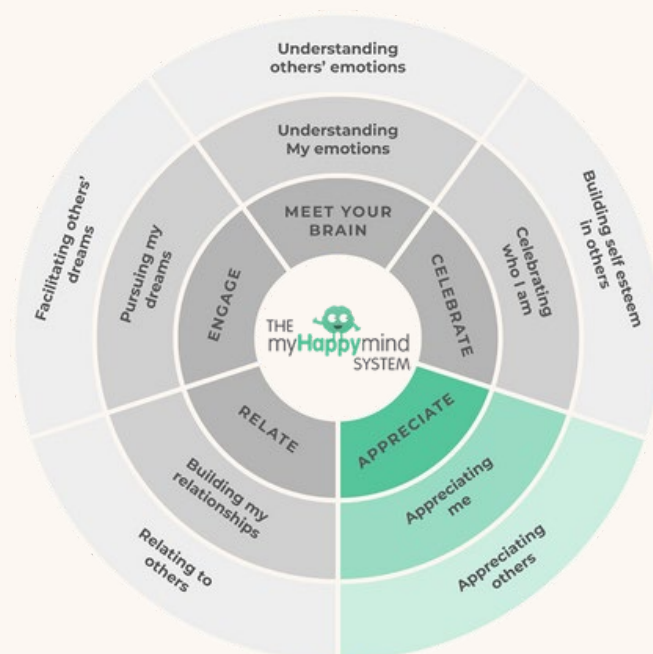 Understanding
others' emotions
Understanding
My emotions
MEET YOUR
BRAIN
Building self esteem
in others
Celebrating
who I am
CELEBRATE
Facilitating others'
dreams
Pursuing my
dreams
ENGAGE
THE
myHappymind
SYSTEM
RELATE
Building my
relationships
Relating to
others
APPRECIATE
Appreciating
me
Appreciating
others